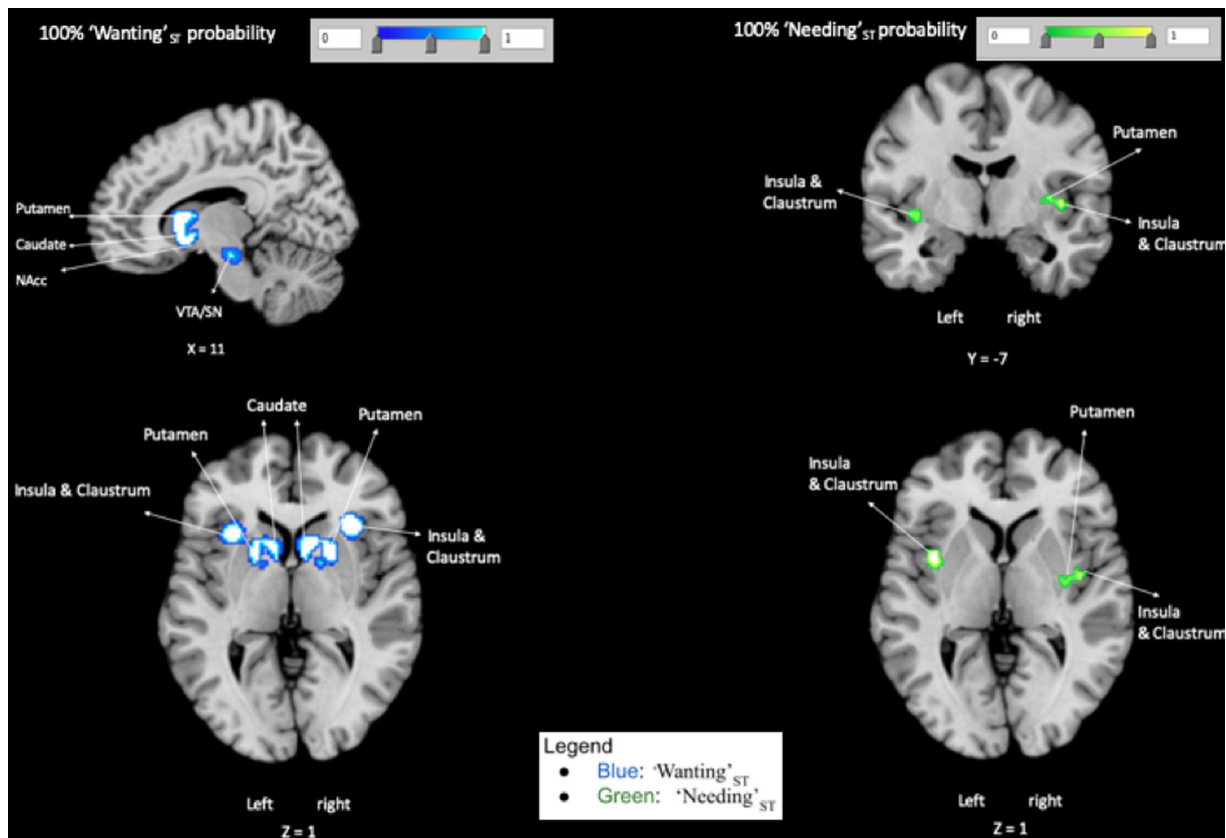 100% ‘Wanting’ST probability
0
1
100% ‘Needing’ST probability
0
1
Putamen
Caudate
NAcc
VTA/SN
X = 11
Putamen
Insula &
Claustrum
Insula
& Claustrum
Left right
Y = -7
Caudate
Putamen
Putamen
Insula & Claustrum
Insula &
Claustrum
Left right
Z = 1
Putamen
Insula
& Claustrum
Insula
& Claustrum
Left right
Z = 1
Legend
● Blue: ‘Wanting’ST
● Green: ‘Needing’ST